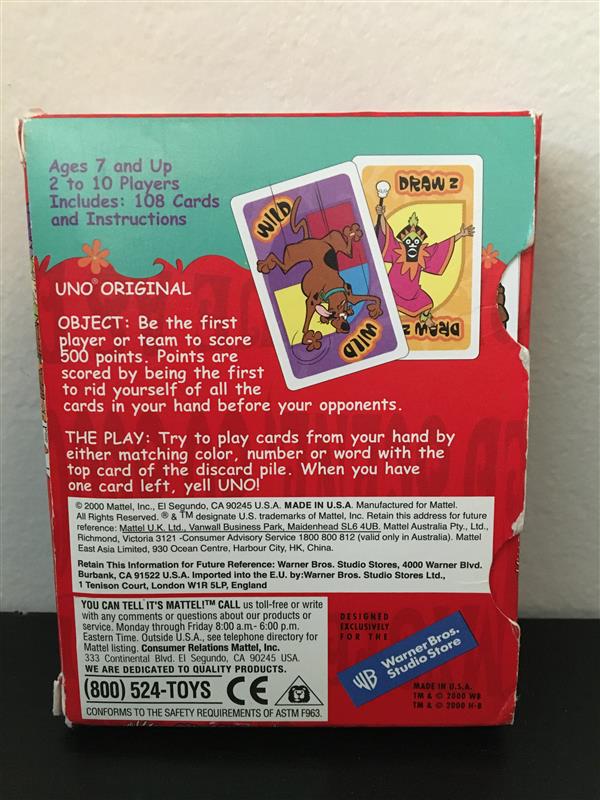 Ages 7 and Up
2 to 10 Players
Includes: 108 Cards
and Instructions
WILD
WILD
DRAW 2
DRAW 2
UNO® ORIGINAL
OBJECT: Be the first
player or team to score
500 points. Points are
scored by being the first
to rid yourself of all the
cards in your hand before your opponents.
THE PLAY: Try to play cards from your hand by
either matching color, number or word with the
top card of the discard pile. When you have
one card left, yell UNO!
© 2000 Mattel, Inc., El Segundo, CA 90245 U.S.A. MADE IN U.S.A. Manufactured for Mattel.
All Rights Reserved. ® & ™ designate U.S. trademarks of Mattel, Inc. Retain this address for future
reference: Mattel U.K. Ltd., Vanwall Business Park, Maidenhead SL6 4UB. Mattel Australia Pty., Ltd.,
Richmond, Victoria 3121 -Consumer Advisory Service 1800 800 812 (valid only in Australia). Mattel
East Asia Limited, 930 Ocean Centre, Harbour City, HK, China.
Retain This Information for Future Reference: Warner Bros. Studio Stores, 4000 Warner Blvd.
Burbank, CA 91522 U.S.A. Imported into the E.U. by:Warner Bros. Studio Stores Ltd.,
1 Tenison Court, London W1R 5LP, England
YOU CAN TELL IT'S MATTEL!™ CALL us toll-free or write
with any comments or questions about our products or
service. Monday through Friday 8:00 a.m.- 6:00 p.m.
Eastern Time. Outside U.S.A., see telephone directory for
Mattel listing. Consumer Relations Mattel, Inc.
333 Continental Blvd. El Segundo, CA 90245 USA.
WE ARE DEDICATED TO QUALITY PRODUCTS.
(800) 524-TOYS CE
CONFORMS TO THE SAFETY REQUIREMENTS OF ASTM F963.
DESIGNED
EXCLUSIVELY
FOR THE
WB Warner Bros.
Studio Store
MADE IN U.S.A.
TM & © 2000 WB
TM & © 2000 H-B